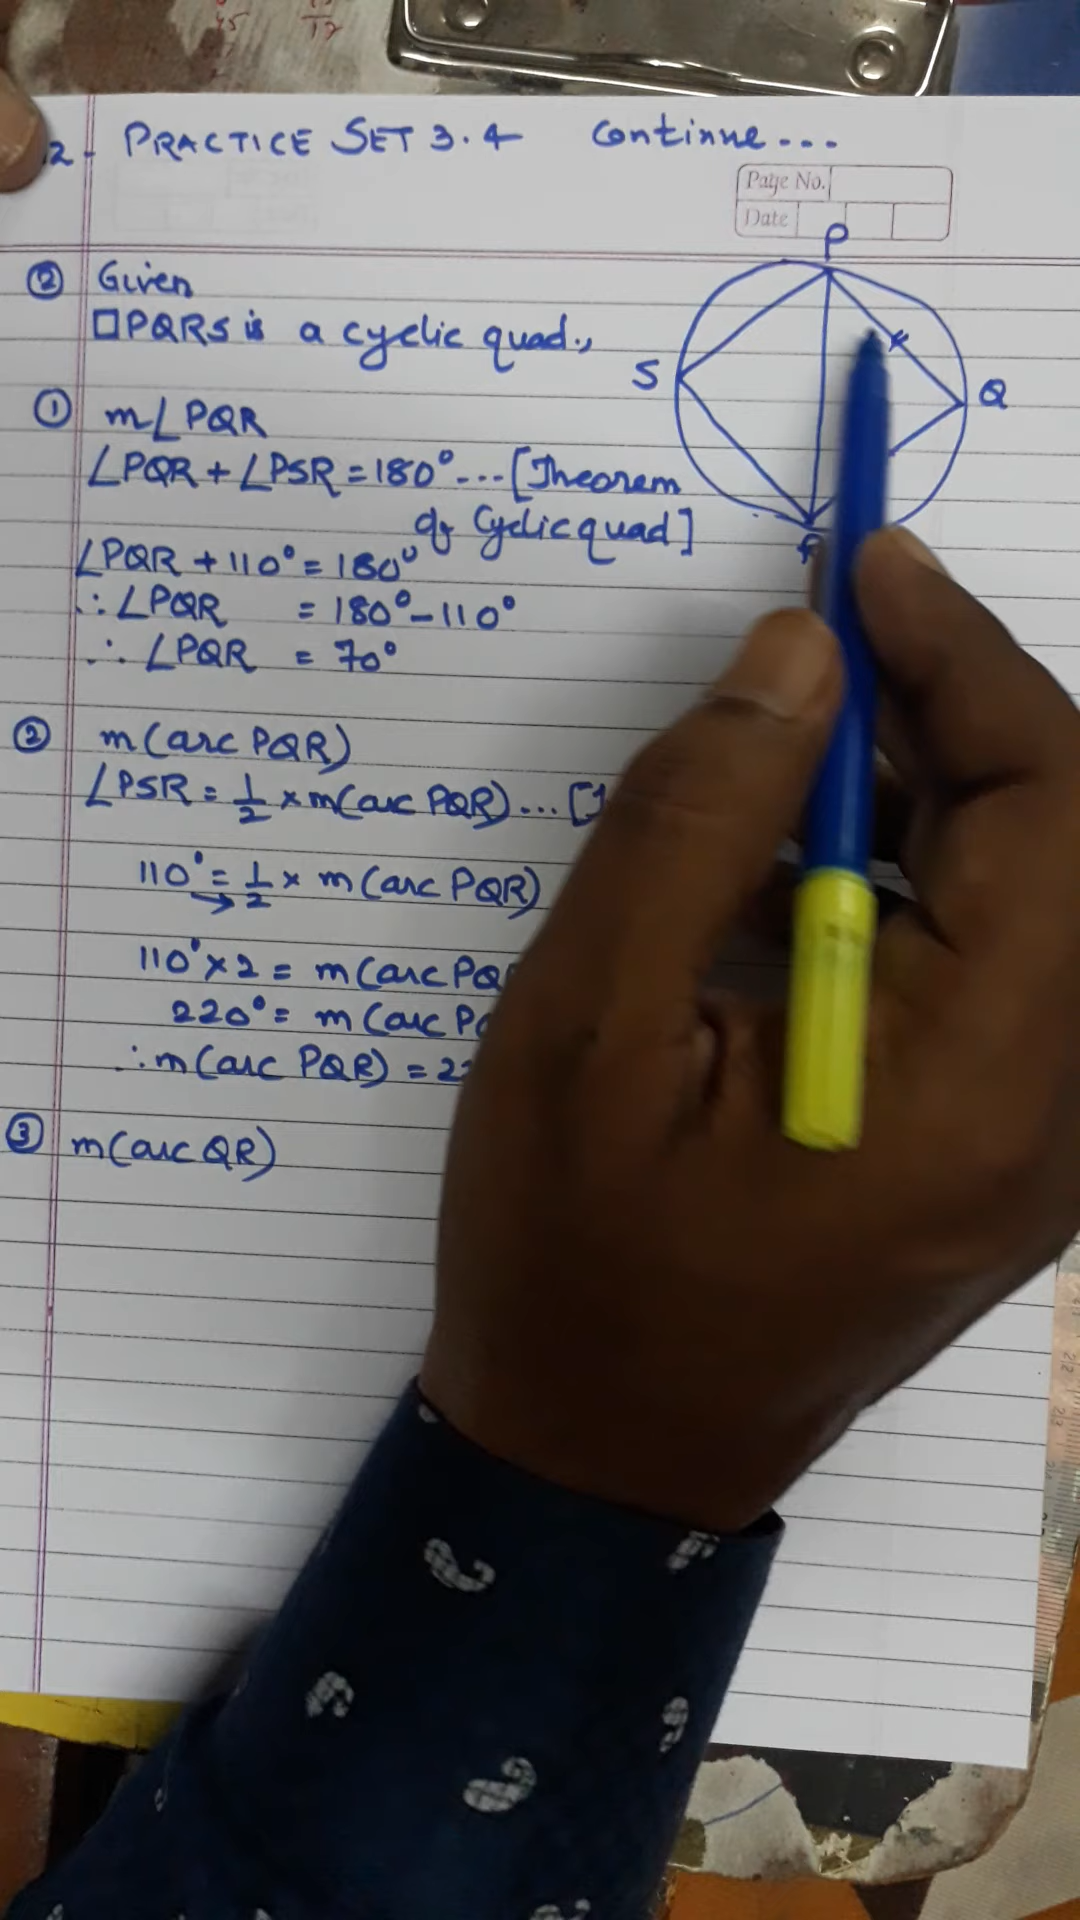 2 - PRACTICE SET 3.4 Continue...
Page No.
Date
P
② Given
□PQRS is a cyclic quad.,
S
Q
① m∠PQR
∠PQR + ∠PSR = 180° ... [Theorem
of Cyclic quad]
∠PQR + 110° = 180°
∴ ∠PQR = 180° - 110°
∴ ∠PQR = 70°
② m(arc PQR)
∠PSR = 1/2 × m(arc PQR) ... [
110° = 1/2 × m(arc PQR)
110° × 2 = m(arc PQ
220° = m(arc P
∴ m(arc PQR) = 2
③ m(arc QR)